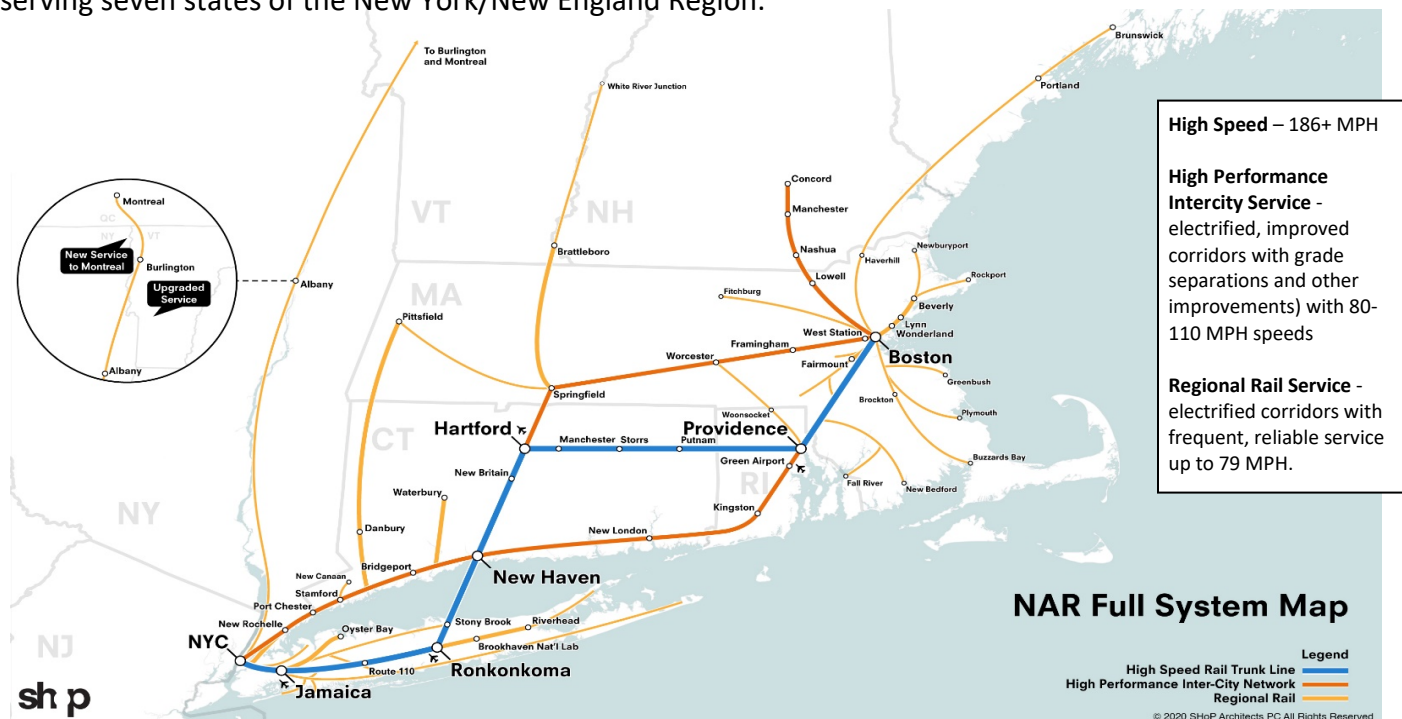 serving seven states of the New York/New England Region.
To Burlington
and Montreal
Brunswick
Portland
White River Junction
High Speed – 186+ MPH
High Performance
Intercity Service -
electrified, improved
corridors with grade
separations and other
improvements) with 80-
110 MPH speeds
Regional Rail Service -
electrified corridors with
frequent, reliable service
up to 79 MPH.
Montreal
QC
NY
VT
New Service
to Montreal
Burlington
Upgraded
Service
Albany
VT
NH
MA
CT
RI
NY
NJ
Concord
Manchester
Nashua
Lowell
Newburyport
Haverhill
Rockport
Brattleboro
Albany
Fitchburg
Beverly
Lynn
Wonderland
Pittsfield
West Station
Framingham
Boston
Worcester
Fairmount
Greenbush
Springfield
Brockton
Plymouth
Woonsocket
Hartford
Manchester
Storrs
Putnam
Providence
Green Airport
Buzzards Bay
New Britain
Fall River
New Bedford
Waterbury
Kingston
Danbury
New London
Bridgeport
New Haven
New Canaan
Stamford
Port Chester
New Rochelle
Oyster Bay
Stony Brook
Riverhead
Brookhaven Nat'l Lab
NYC
Route 110
Ronkonkoma
Jamaica
NAR Full System Map
Legend
High Speed Rail Trunk Line
High Performance Inter-City Network
Regional Rail
sh p
© 2020 SHoP Architects PC All Rights Reserved